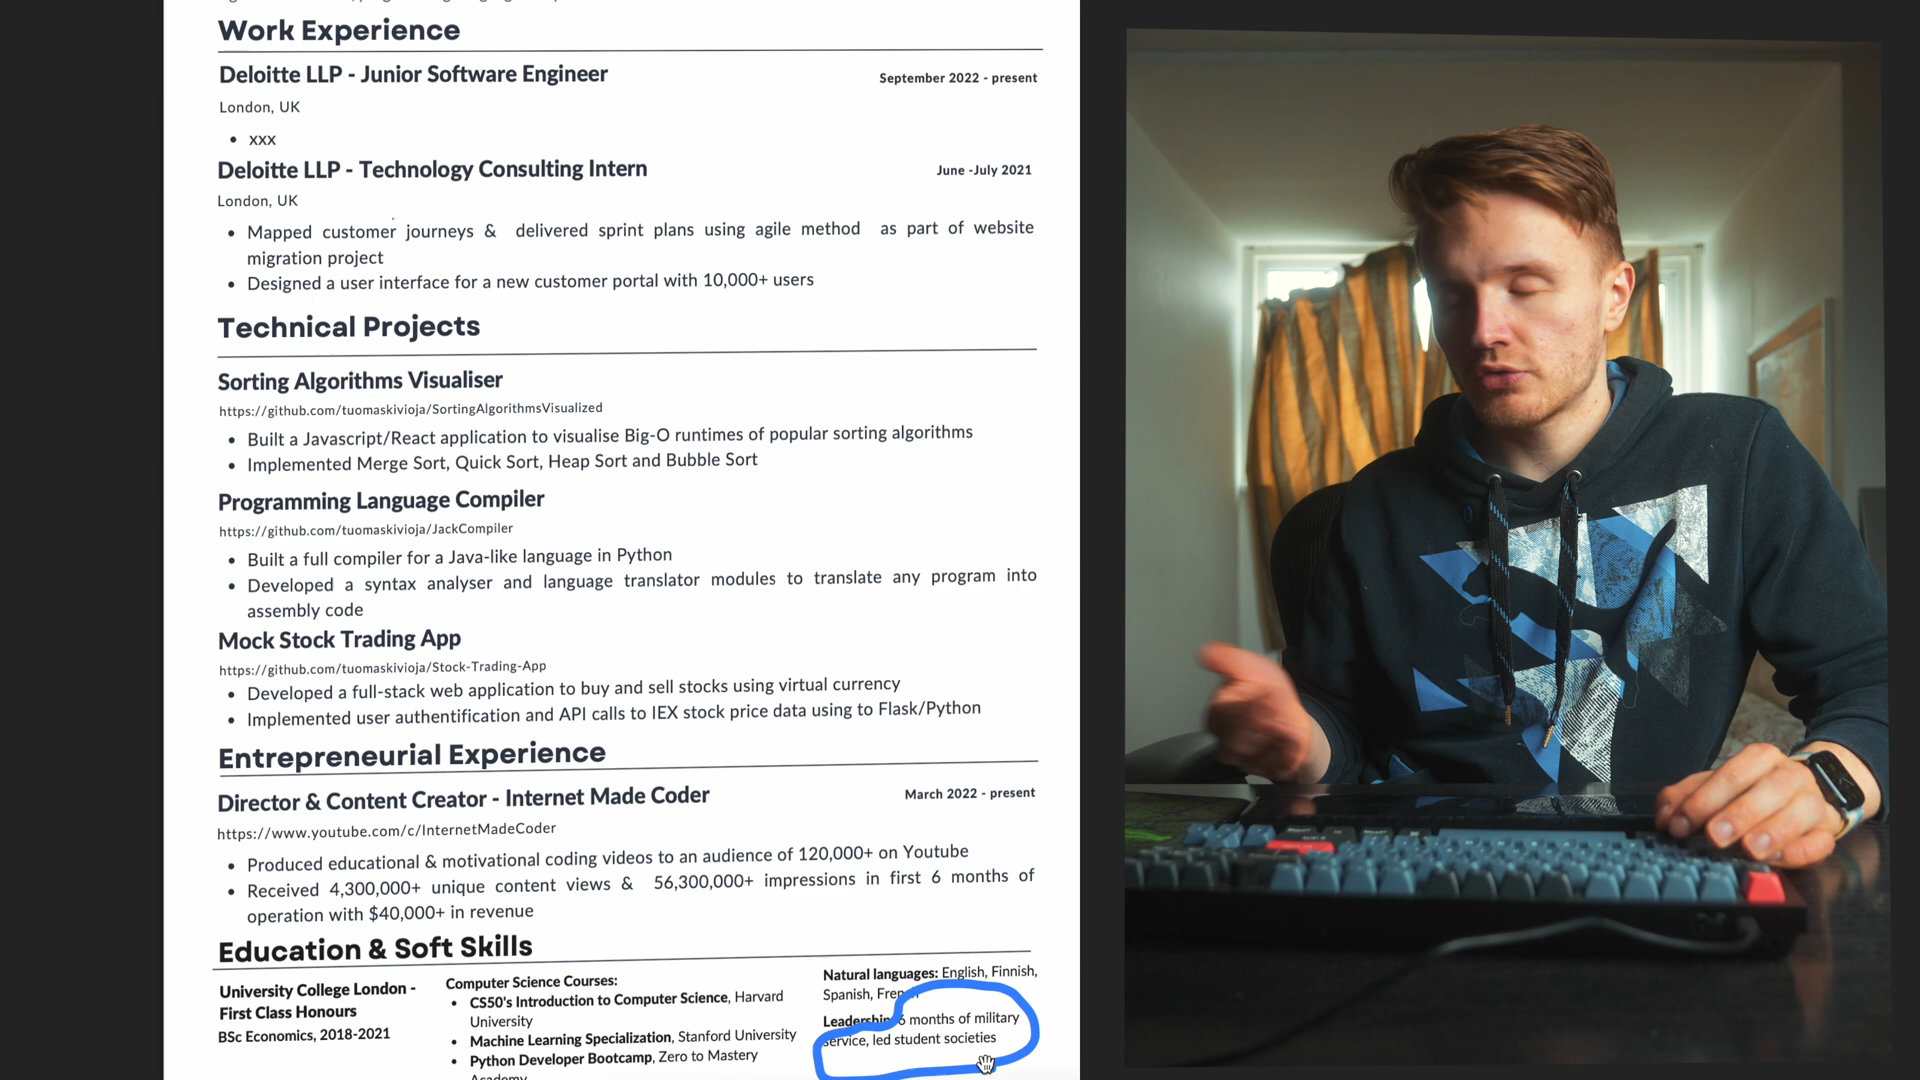 Work Experience
Deloitte LLP - Junior Software Engineer
September 2022 - present
London, UK
• xxx
Deloitte LLP - Technology Consulting Intern
June -July 2021
London, UK
• Mapped customer journeys & delivered sprint plans using agile method as part of website
migration project
• Designed a user interface for a new customer portal with 10,000+ users
Technical Projects
Sorting Algorithms Visualiser
https://github.com/tuomaskivioja/SortingAlgorithmsVisualized
• Built a Javascript/React application to visualise Big-O runtimes of popular sorting algorithms
• Implemented Merge Sort, Quick Sort, Heap Sort and Bubble Sort
Programming Language Compiler
https://github.com/tuomaskivioja/JackCompiler
• Built a full compiler for a Java-like language in Python
• Developed a syntax analyser and language translator modules to translate any program into
assembly code
Mock Stock Trading App
https://github.com/tuomaskivioja/Stock-Trading-App
• Developed a full-stack web application to buy and sell stocks using virtual currency
• Implemented user authentification and API calls to IEX stock price data using to Flask/Python
Entrepreneurial Experience
Director & Content Creator - Internet Made Coder
March 2022 - present
https://www.youtube.com/c/InternetMadeCoder
• Produced educational & motivational coding videos to an audience of 120,000+ on Youtube
• Received 4,300,000+ unique content views & 56,300,000+ impressions in first 6 months of
operation with $40,000+ in revenue
Education & Soft Skills
University College London -
First Class Honours
BSc Economics, 2018-2021
Computer Science Courses:
• CS50's Introduction to Computer Science, Harvard
University
• Machine Learning Specialization, Stanford University
• Python Developer Bootcamp, Zero to Mastery
Natural languages: English, Finnish,
Spanish,
Leadership: 6 months of military
service, led student societies